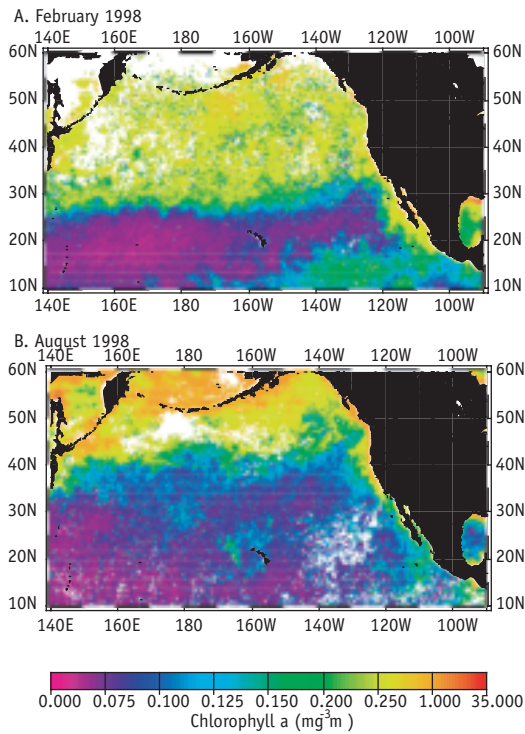 A. February 1998
140E 160E 180 160W 140W 120W 100W
60N 60N
50N 50N
40N 40N
30N 30N
20N 20N
10N 10N
140E 160E 180 160W 140W 120W 100W
B. August 1998
140E 160E 180 160W 140W 120W 100W
60N 60N
50N 50N
40N 40N
30N 30N
20N 20N
10N 10N
140E 160E 180 160W 140W 120W 100W
0.000 0.075 0.100 0.125 0.150 0.200 0.250 1.000 35.000
Chlorophyll a (mg⁻³m )